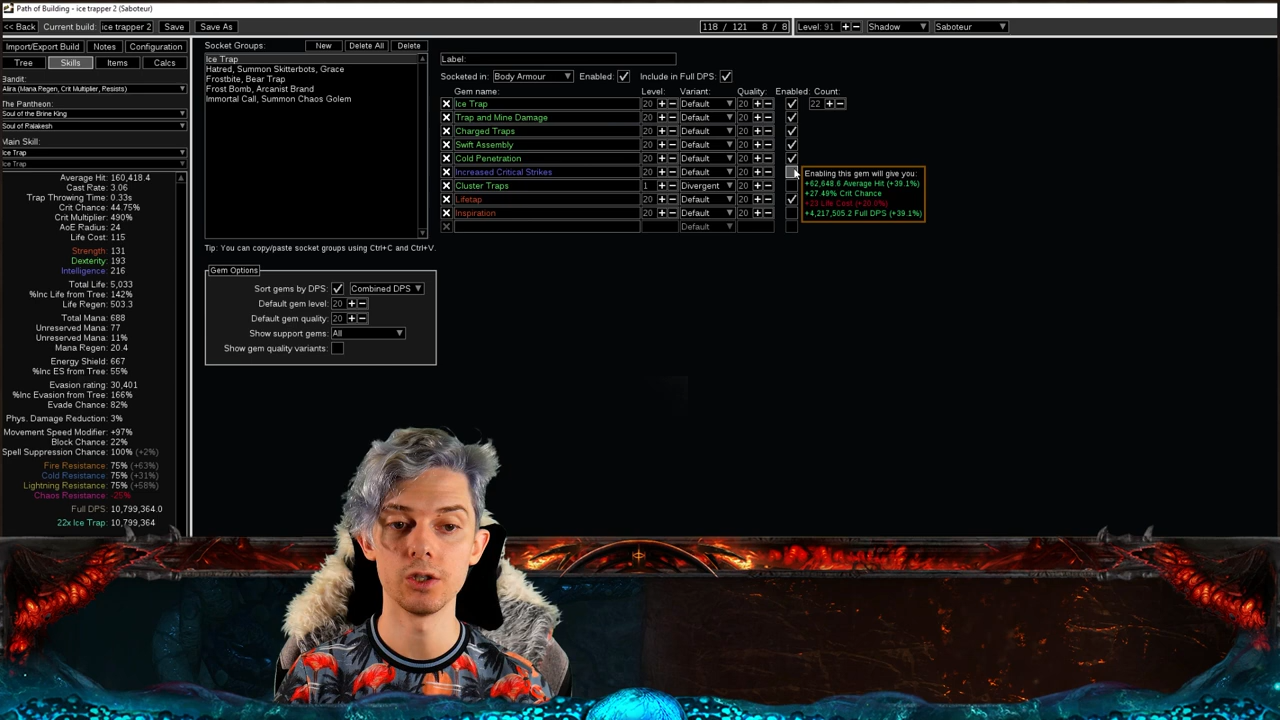 Path of Building - ice trapper 2 (Saboteur)
<< Back Current build: ice trapper 2 Save Save As 118 / 121 8 / 8 Level: 91 + - Shadow Saboteur
Import/Export Build Notes Configuration
Tree Skills Items Calcs
Bandit:
Alira (Mana Regen, Crit Multiplier, Resists)
The Pantheon:
Soul of the Brine King
Soul of Ralakesh
Main Skill:
Ice Trap
Ice Trap
Average Hit: 160,418.4
Cast Rate: 3.06
Trap Throwing Time: 0.33s
Crit Chance: 44.75%
Crit Multiplier: 490%
AoE Radius: 24
Life Cost: 115
Strength: 131
Dexterity: 193
Intelligence: 216
Total Life: 5,033
%Inc Life from Tree: 142%
Life Regen: 503.3
Total Mana: 688
Unreserved Mana: 77
Unreserved Mana: 11%
Mana Regen: 20.4
Energy Shield: 667
%Inc ES from Tree: 55%
Evasion rating: 30,401
%Inc Evasion from Tree: 166%
Evade Chance: 82%
Phys. Damage Reduction: 3%
Movement Speed Modifier: +97%
Block Chance: 22%
Spell Suppression Chance: 100% (+2%)
Fire Resistance: 75% (+63%)
Cold Resistance: 75% (+31%)
Lightning Resistance: 75% (+58%)
Chaos Resistance: -25%
Full DPS: 10,799,364.0
22x Ice Trap: 10,799,364
Socket Groups: New Delete All Delete
Ice Trap
Hatred, Summon Skitterbots, Grace
Frostbite, Bear Trap
Frost Bomb, Arcanist Brand
Immortal Call, Summon Chaos Golem
Tip: You can copy/paste socket groups using Ctrl+C and Ctrl+V.
Gem Options
Sort gems by DPS: Combined DPS
Default gem level: 20 + -
Default gem quality: 20 + -
Show support gems: All
Show gem quality variants:
Label:
Socketed in: Body Armour Enabled: Include in Full DPS:
Gem name: Level: Variant: Quality: Enabled: Count:
Ice Trap 20 + - Default 20 + - 22 + -
Trap and Mine Damage 20 + - Default 20 + -
Charged Traps 20 + - Default 20 + -
Swift Assembly 20 + - Default 20 + -
Cold Penetration 20 + - Default 20 + -
Increased Critical Strikes 20 + - Default 20 + -
Cluster Traps 1 + - Divergent 20 + -
Lifetap 20 + - Default 20 + -
Inspiration 20 + - Default 20 + -
Default
Enabling this gem will give you:
+62,648.6 Average Hit (+39.1%)
+27.49% Crit Chance
+23 Life Cost (+20.0%)
+4,217,505.2 Full DPS (+39.1%)